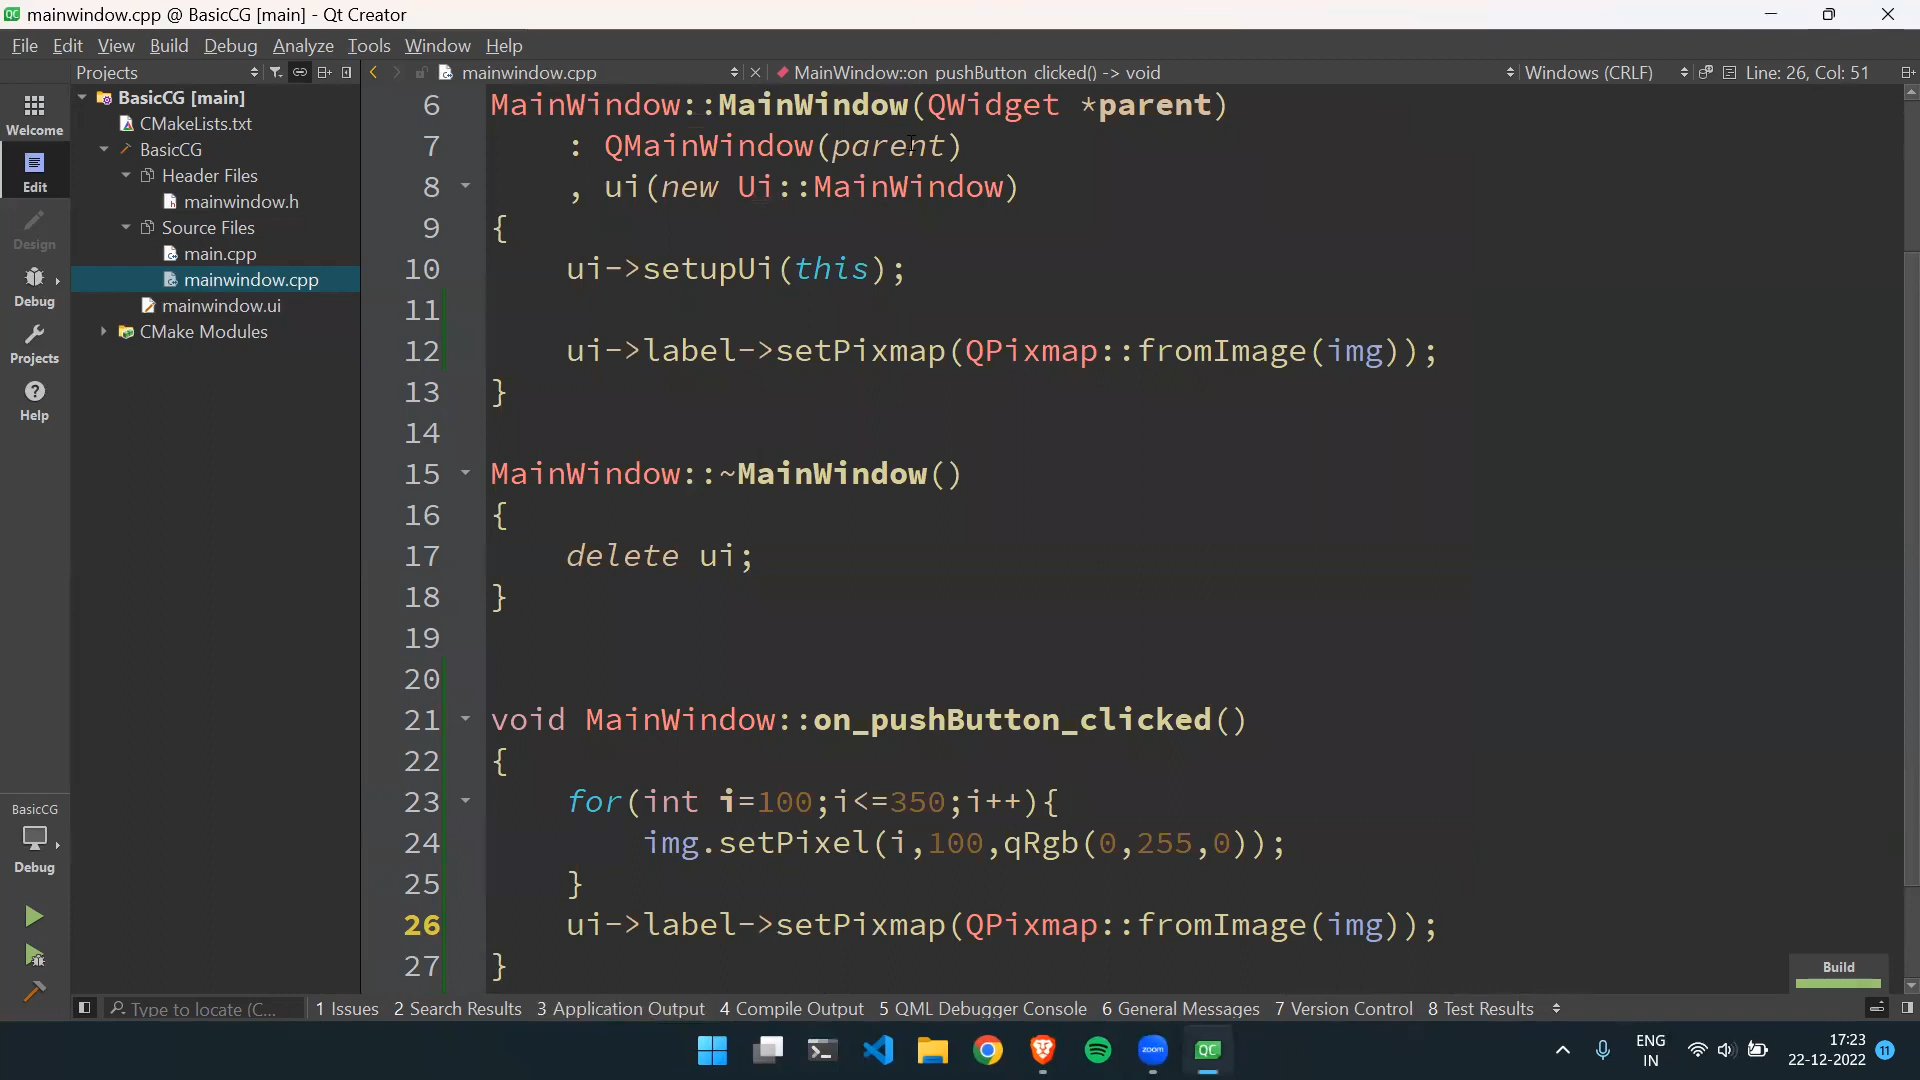 mainwindow.cpp @ BasicCG [main] - Qt Creator
File Edit View Build Debug Analyze Tools Window Help
Projects
mainwindow.cpp
MainWindow::on_pushButton_clicked() -> void
Windows (CRLF)
Line: 26, Col: 51
BasicCG [main]
CMakeLists.txt
BasicCG
Header Files
mainwindow.h
Source Files
main.cpp
mainwindow.cpp
mainwindow.ui
CMake Modules
Welcome
Edit
Design
Debug
Projects
Help
BasicCG
Debug
6 MainWindow::MainWindow(QWidget *parent)
7     : QMainWindow(parent)
8     , ui(new Ui::MainWindow)
9 {
10     ui->setupUi(this);
11
12     ui->label->setPixmap(QPixmap::fromImage(img));
13 }
14
15 MainWindow::~MainWindow()
16 {
17     delete ui;
18 }
19
20
21 void MainWindow::on_pushButton_clicked()
22 {
23     for(int i=100;i<=350;i++){
24         img.setPixel(i,100,qRgb(0,255,0));
25     }
26     ui->label->setPixmap(QPixmap::fromImage(img));
27 }
Build
Type to locate (C...
1 Issues 2 Search Results 3 Application Output 4 Compile Output 5 QML Debugger Console 6 General Messages 7 Version Control 8 Test Results
zoom
QC
ENG
IN
17:23
22-12-2022
11